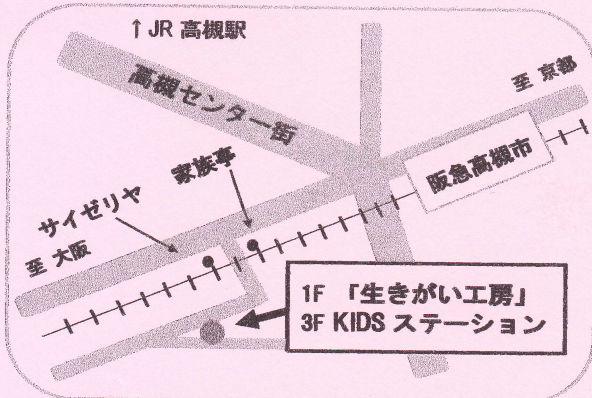 ↑JR 高槻駅
高槻センター街
至 京都
阪急高槻市
家族亭
サイゼリヤ
至 大阪
1F 「生きがい工房」
3F KIDS ステーション